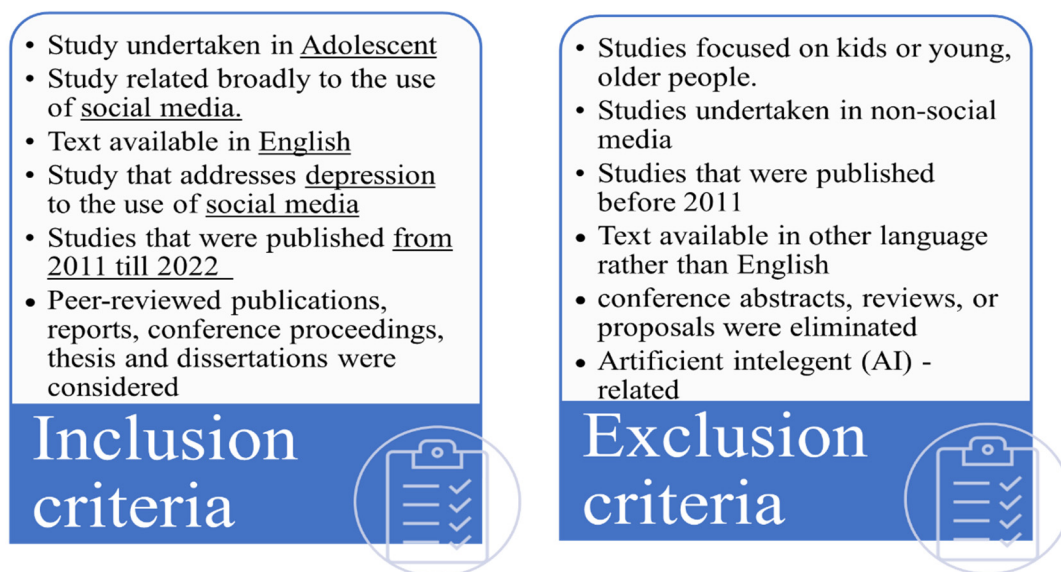 • Study undertaken in Adolescent
• Study related broadly to the use
of social media.
• Text available in English
• Study that addresses depression
to the use of social media
• Studies that were published from
2011 till 2022
• Peer-reviewed publications,
reports, conference proceedings,
thesis and dissertations were
considered
Inclusion
criteria
• Studies focused on kids or young,
older people.
• Studies undertaken in non-social
media
• Studies that were published
before 2011
• Text available in other language
rather than English
• conference abstracts, reviews, or
proposals were eliminated
• Artificient intelegent (AI) -
related
Exclusion
criteria